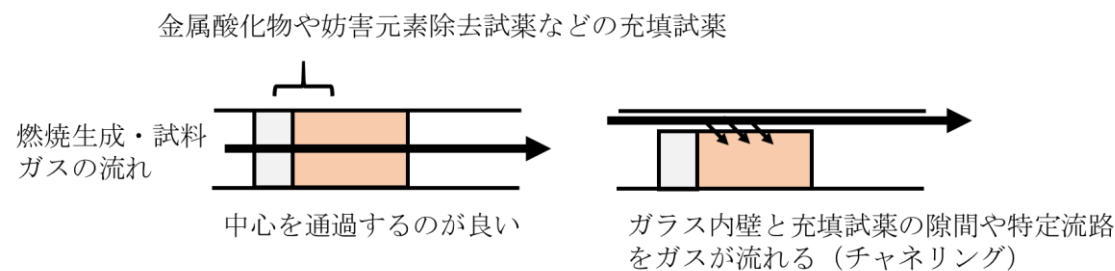 金属酸化物や妨害元素除去試薬などの充填試薬
燃焼生成・試料
ガスの流れ
中心を通過するのが良い
ガラス内壁と充填試薬の隙間や特定流路
をガスが流れる（チャネリング）